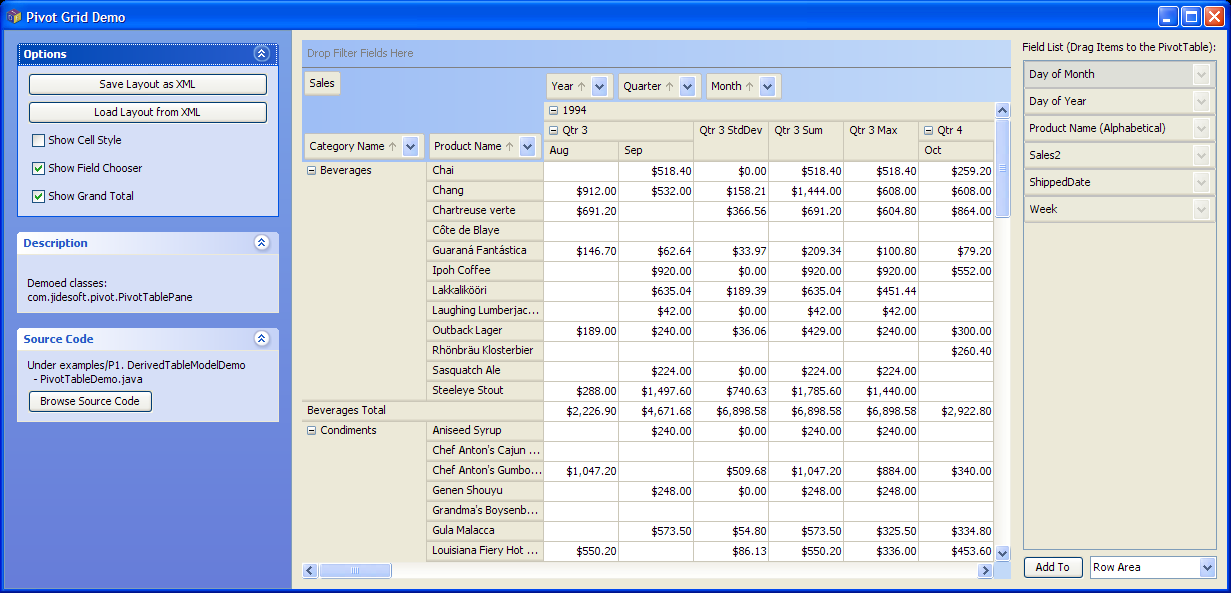 Pivot Grid Demo
Options
Save Layout as XML
Load Layout from XML
Show Cell Style
Show Field Chooser
Show Grand Total
Description
Demoed classes:
com.jidesoft.pivot.PivotTablePane
Source Code
Under examples/P1. DerivedTableModelDemo
- PivotTableDemo.java
Browse Source Code
Drop Filter Fields Here
Sales
Year Quarter Month
1994
Qtr 3 Qtr 3 StdDev Qtr 3 Sum Qtr 3 Max Qtr 4
Category Name Product Name Aug Sep Oct
Beverages Chai $518.40 $0.00 $518.40 $518.40 $259.20
Chang $912.00 $532.00 $158.21 $1,444.00 $608.00 $608.00
Chartreuse verte $691.20 $366.56 $691.20 $604.80 $864.00
Côte de Blaye
Guaraná Fantástica $146.70 $62.64 $33.97 $209.34 $100.80 $79.20
Ipoh Coffee $920.00 $0.00 $920.00 $920.00 $552.00
Lakkalikööri $635.04 $189.39 $635.04 $451.44
Laughing Lumberjac... $42.00 $0.00 $42.00 $42.00
Outback Lager $189.00 $240.00 $36.06 $429.00 $240.00 $300.00
Rhönbräu Klosterbier $260.40
Sasquatch Ale $224.00 $0.00 $224.00 $224.00
Steeleye Stout $288.00 $1,497.60 $740.63 $1,785.60 $1,440.00
Beverages Total $2,226.90 $4,671.68 $6,898.58 $6,898.58 $6,898.58 $2,922.80
Condiments Aniseed Syrup $240.00 $0.00 $240.00 $240.00
Chef Anton's Cajun ...
Chef Anton's Gumbo... $1,047.20 $509.68 $1,047.20 $884.00 $340.00
Genen Shouyu $248.00 $0.00 $248.00 $248.00
Grandma's Boysenb...
Gula Malacca $573.50 $54.80 $573.50 $325.50 $334.80
Louisiana Fiery Hot ... $550.20 $86.13 $550.20 $336.00 $453.60
Field List (Drag Items to the PivotTable):
Day of Month
Day of Year
Product Name (Alphabetical)
Sales2
ShippedDate
Week
Add To Row Area